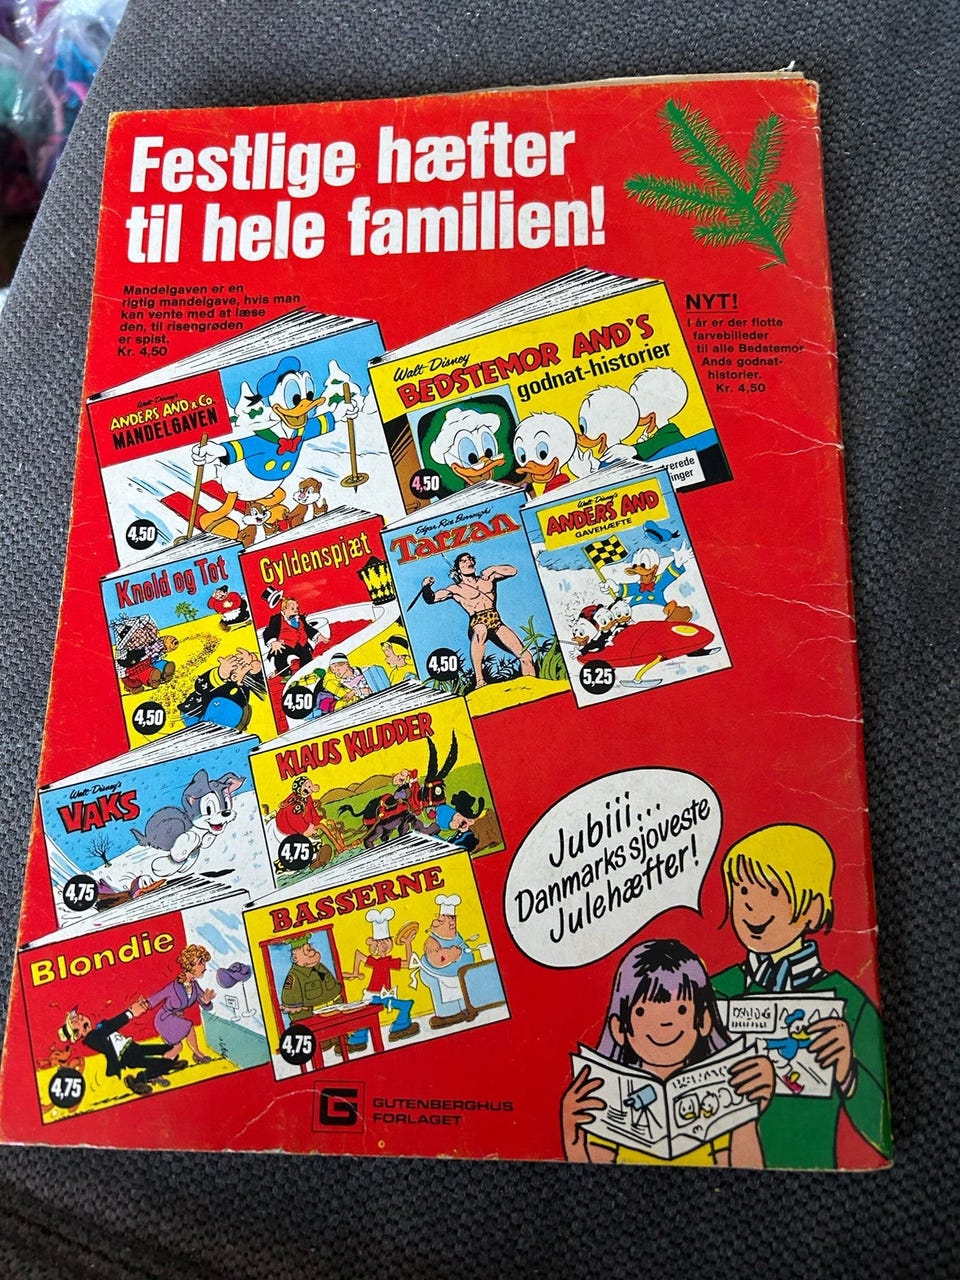 Festlige hæfter
til hele familien!
Mandelgaven er en
rigtig mandelgave, hvis man
kan vente med at læse
den, til risengrøden
er spist.
Kr. 4,50
NYT!
I år er der flotte
farvebilleder
til alle Bedstemor
Ands godnat-
historier.
Kr. 4,50
Walt Disney's
ANDERS AND & Co.
MANDELGAVEN
4,50
Walt Disney
BEDSTEMOR AND'S
godnat-historier
4,50
rerede
inger
Knold og Tot
4,50
Gyldenspjæt
4,50
Edgar Rice Burroughs'
Tarzan
4,50
Walt Disney's
ANDERS AND
GAVEHÆFTE
5,25
Walt Disney's
VAKS
4,75
KLAUS KLUDDER
4,75
Blondie
4,75
BASSERNE
4,75
Jubiii..
Danmarks sjoveste
Julehæfter!
G
GUTENBERGHUS
FORLAGET